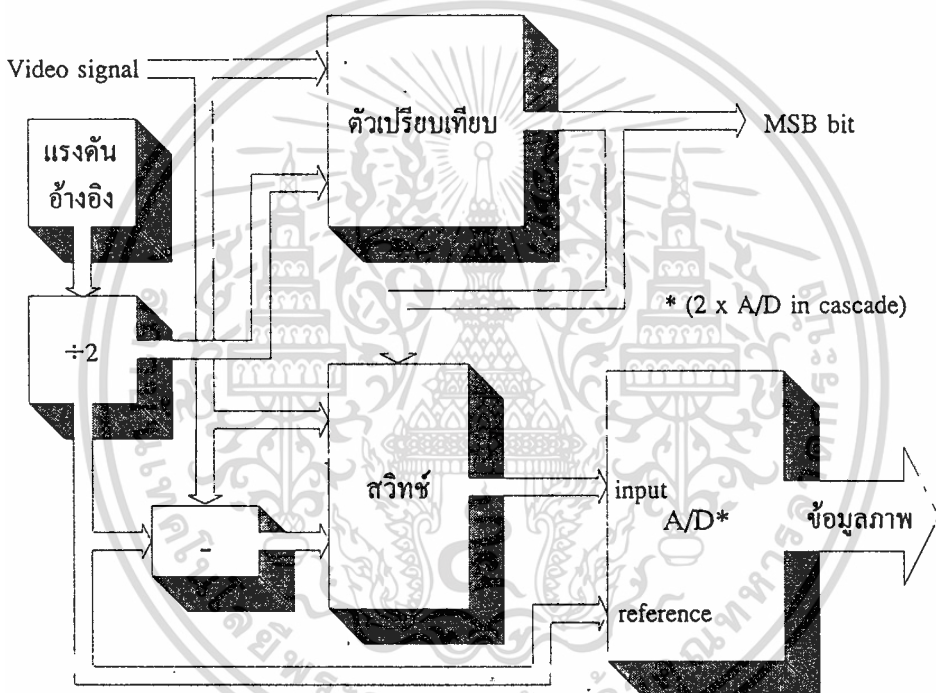 Video signal
ตัวเปรียบเทียบ
MSB bit
แรงดัน
อ้างอิง
* (2 x A/D in cascade)
÷2
สวิทช์
input
A/D*
ข้อมูลภาพ
-
reference